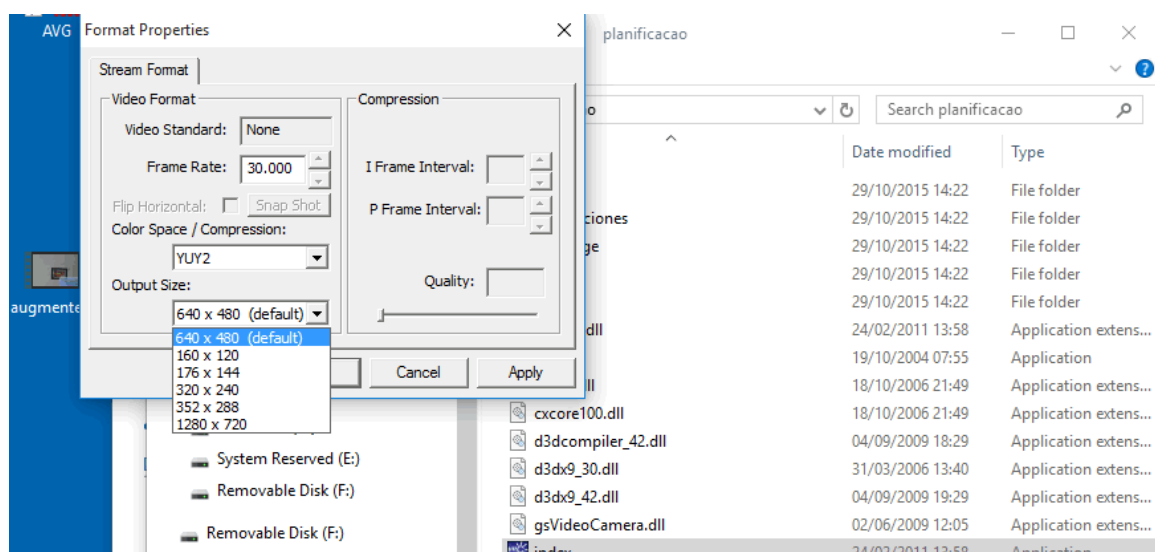 AVG
augmente
Format Properties
Stream Format
Video Format
Video Standard: None
Frame Rate: 30.000
Flip Horizontal: Snap Shot
Color Space / Compression:
YUY2
Output Size:
640 x 480 (default)
640 x 480 (default)
160 x 120
176 x 144
320 x 240
352 x 288
1280 x 720
Compression
I Frame Interval:
P Frame Interval:
Quality:
Cancel
Apply
System Reserved (E:)
Removable Disk (F:)
Removable Disk (F:)
planificacao
o
Search planificacao
Date modified Type
29/10/2015 14:22 File folder
ciones 29/10/2015 14:22 File folder
ge 29/10/2015 14:22 File folder
29/10/2015 14:22 File folder
29/10/2015 14:22 File folder
dll 24/02/2011 13:58 Application extens...
19/10/2004 07:55 Application
ll 18/10/2006 21:49 Application extens...
cxcore100.dll 18/10/2006 21:49 Application extens...
d3dcompiler_42.dll 04/09/2009 18:29 Application extens...
d3dx9_30.dll 31/03/2006 13:40 Application extens...
d3dx9_42.dll 04/09/2009 19:29 Application extens...
gsVideoCamera.dll 02/06/2009 12:05 Application extens...
index 24/02/2011 13:58 Application